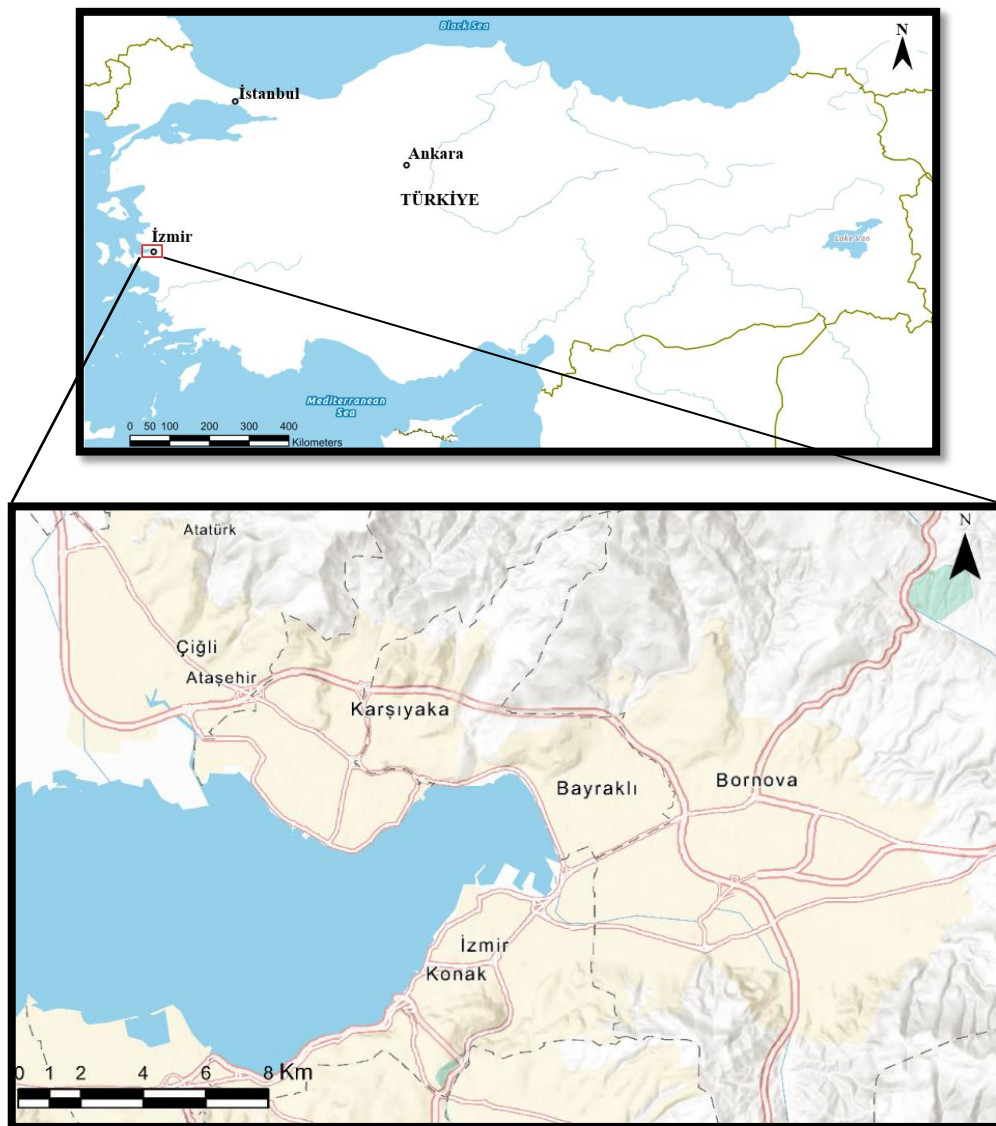 Black Sea
N
İstanbul
Ankara
TÜRKİYE
İzmir
Lake Van
Mediterranean
Sea
0 50 100 200 300 400
Kilometers
N
Atatürk
Çiğli
Ataşehir
Karşıyaka
Bayraklı
Bornova
İzmir
Konak
0 1 2 4 6 8 Km